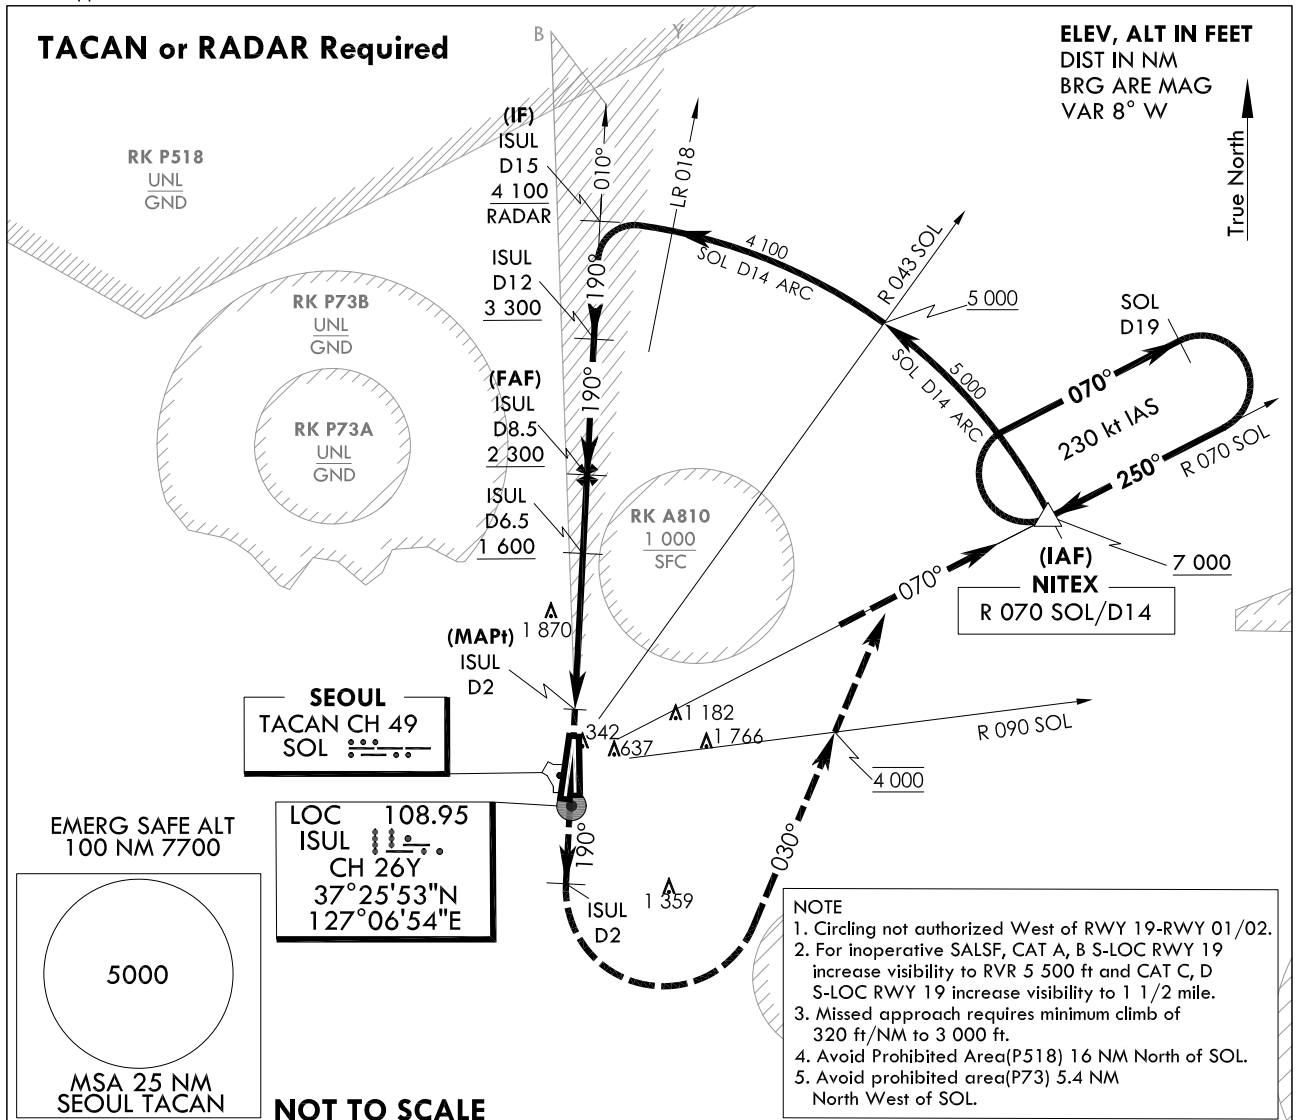 TACAN or RADAR Required
ELEV, ALT IN FEET
DIST IN NM
BRG ARE MAG
VAR 8° W
True North
B
Y
RK P518
UNL
GND
(IF)
ISUL
D15
4 100
RADAR
010°
LR 018
190°
4 100
SOL D14 ARC
R 043 SOL
5 000
ISUL
D12
3 300
RK P73B
UNL
GND
SOL
D19
5 000
SOL D14 ARC
070°
230 kt IAS
250°
R 070 SOL
(FAF)
ISUL
D8.5
2 300
190°
RK P73A
UNL
GND
ISUL
D6.5
1 600
RK A810
1 000
SFC
(IAF)
NITEX
R 070 SOL/D14
7 000
070°
1 870
(MAPt)
ISUL
D2
SEOUL
TACAN CH 49
SOL
342
637
1 182
1 766
R 090 SOL
4 000
LOC 108.95
ISUL
CH 26Y
37°25'53"N
127°06'54"E
190°
030°
ISUL
D2
1 359
EMERG SAFE ALT
100 NM 7700
5000
MSA 25 NM
SEOUL TACAN
NOT TO SCALE
NOTE
1. Circling not authorized West of RWY 19-RWY 01/02.
2. For inoperative SALSF, CAT A, B S-LOC RWY 19
increase visibility to RVR 5 500 ft and CAT C, D
S-LOC RWY 19 increase visibility to 1 1/2 mile.
3. Missed approach requires minimum climb of
320 ft/NM to 3 000 ft.
4. Avoid Prohibited Area(P518) 16 NM North of SOL.
5. Avoid prohibited area(P73) 5.4 NM
North West of SOL.